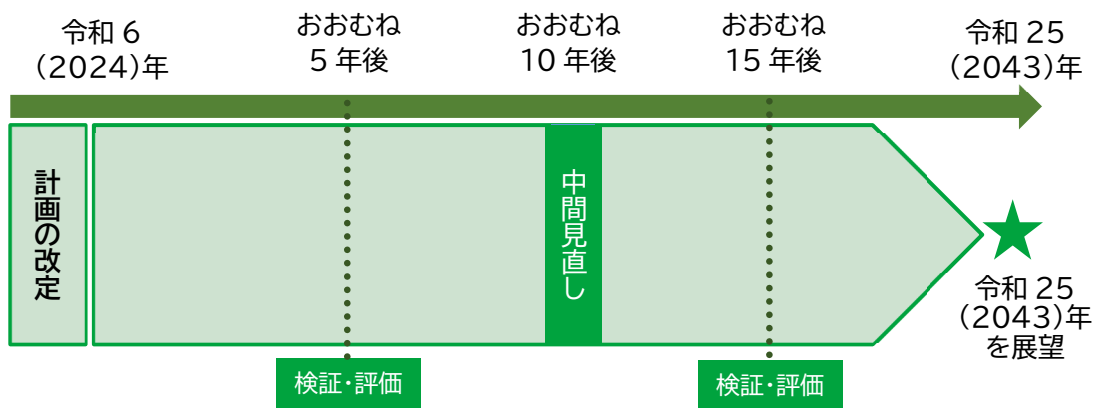 令和 6
(2024)年
おおむね
5 年後
おおむね
10 年後
おおむね
15 年後
令和 25
(2043)年
計画の改定
中間見直し
令和 25
(2043)年
を展望
検証・評価
検証・評価